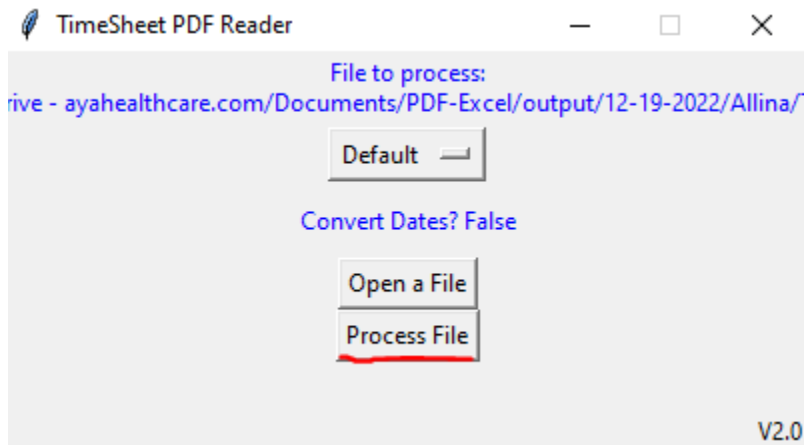 TimeSheet PDF Reader
File to process:
rive - ayahealthcare.com/Documents/PDF-Excel/output/12-19-2022/Allina/
Default
Convert Dates? False
Open a File
Process File
V2.0